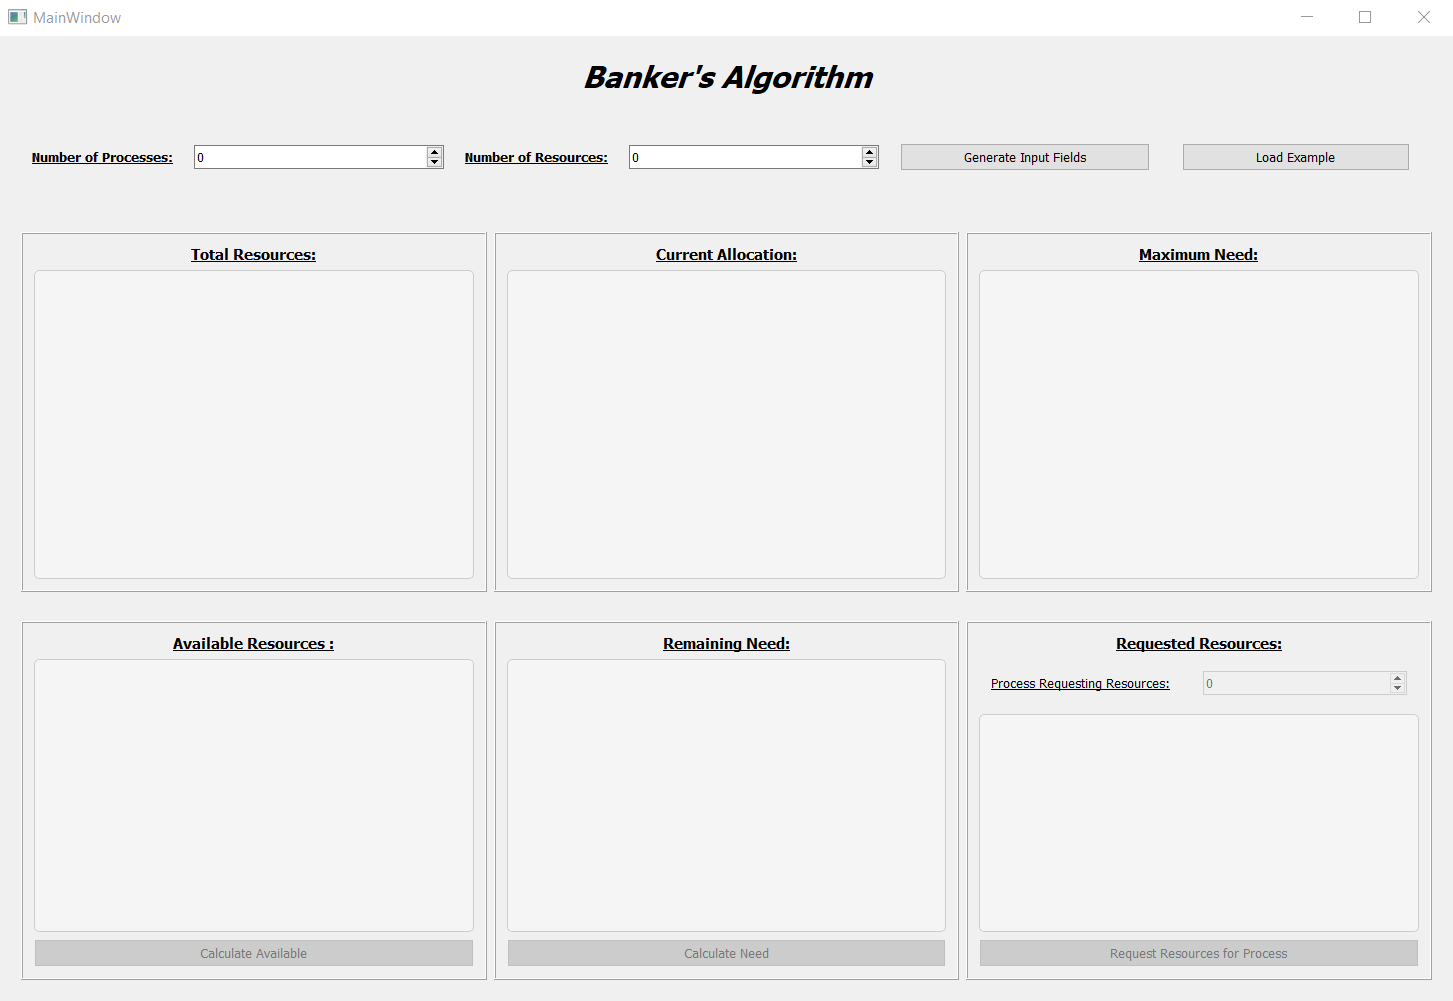 MainWindow
Banker's Algorithm
Number of Processes: 0 Number of Resources: 0 Generate Input Fields Load Example
Total Resources: Current Allocation: Maximum Need:
Available Resources : Remaining Need: Requested Resources:
Process Requesting Resources: 0
Calculate Available Calculate Need Request Resources for Process